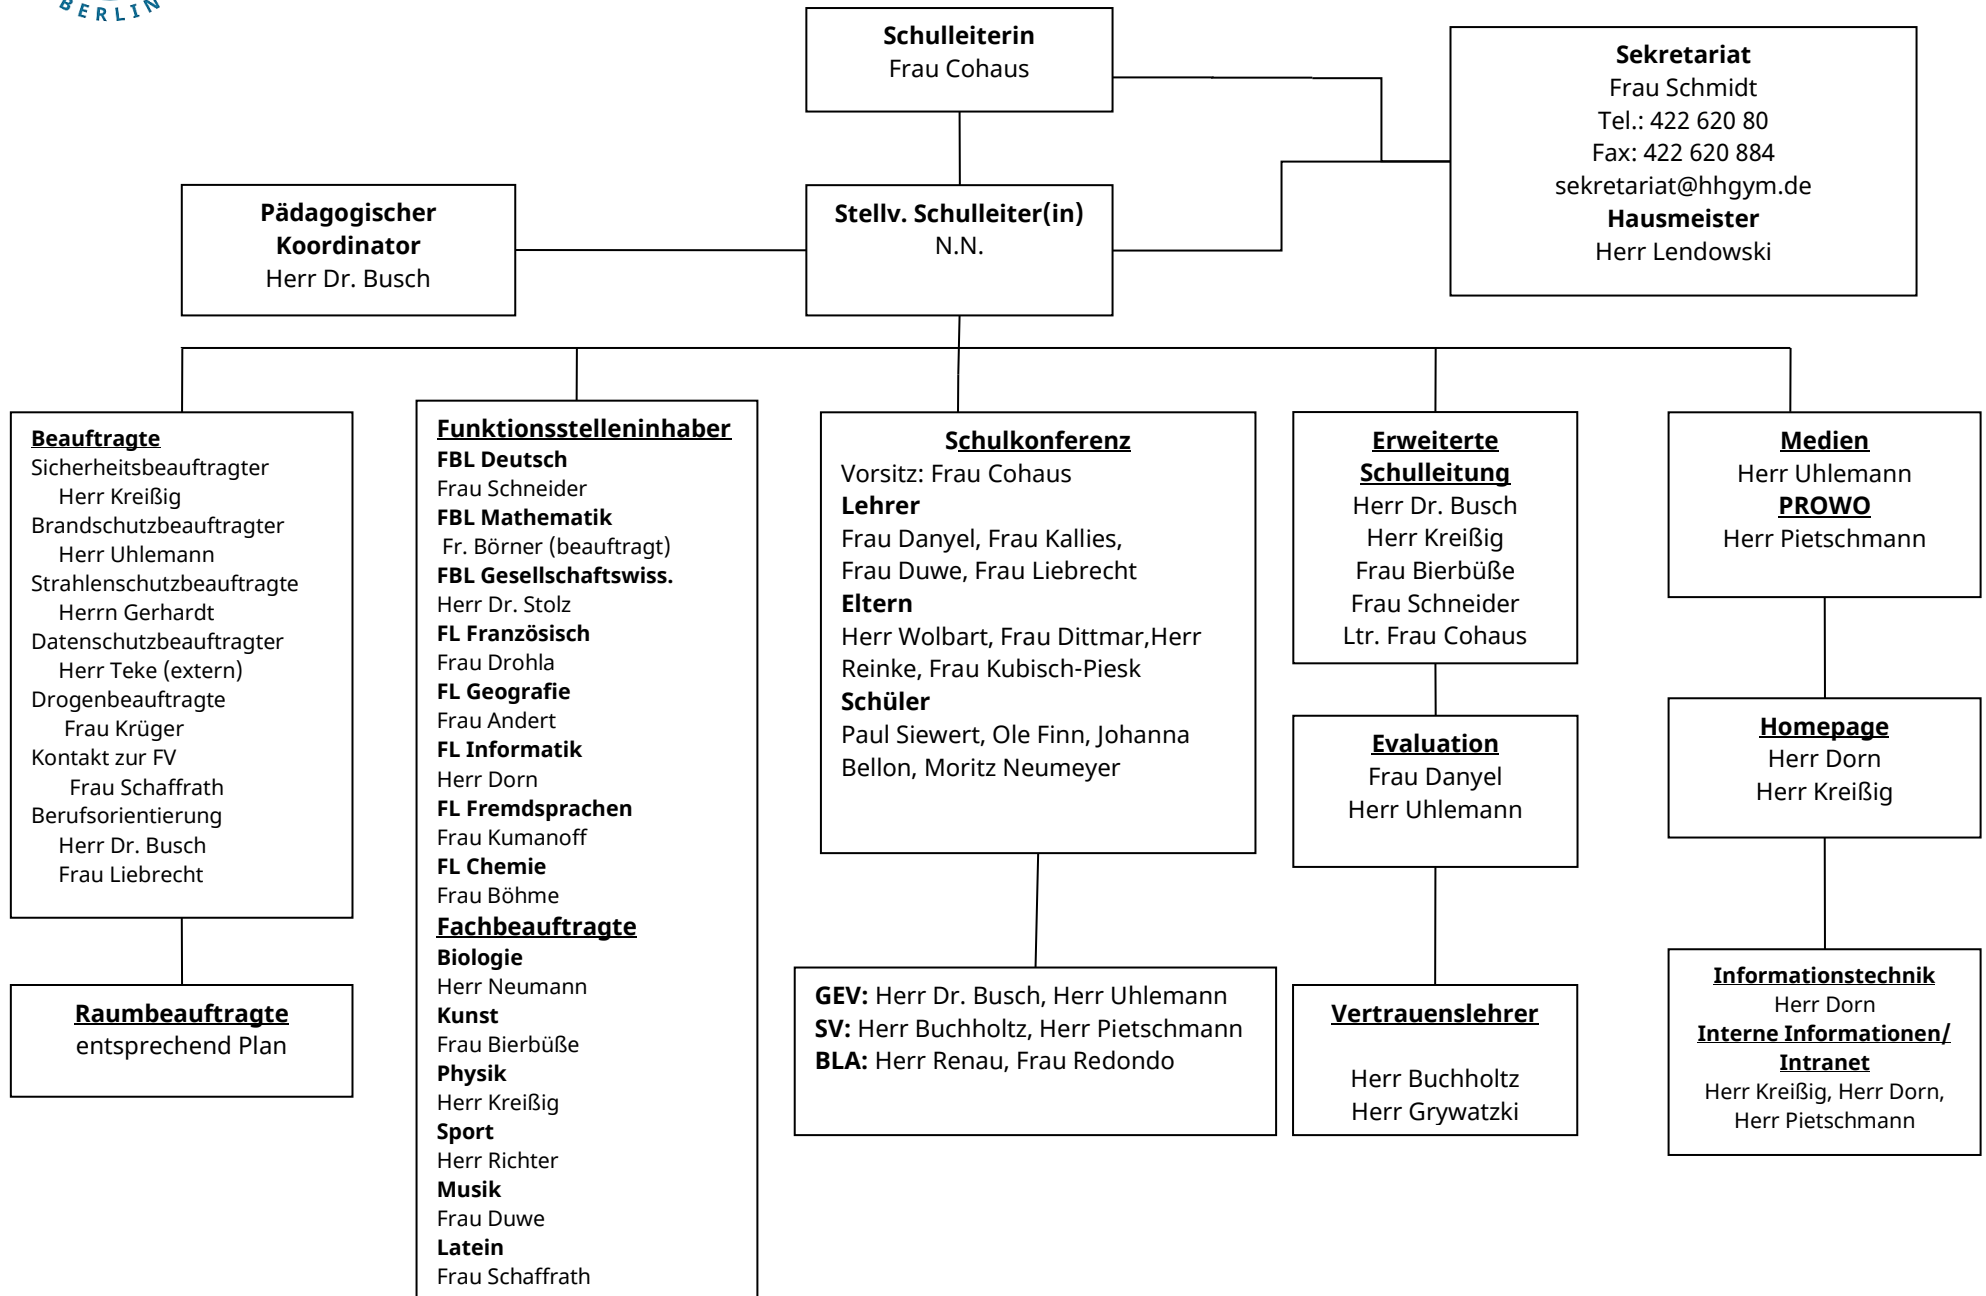 BERLIN
Schulleiterin
Frau Cohaus
Sekretariat
Frau Schmidt
Tel.: 422 620 80
Fax: 422 620 884
sekretariat@hhgym.de
Hausmeister
Herr Lendowski
Pädagogischer
Koordinator
Herr Dr. Busch
Stellv. Schulleiter(in)
N.N.
Beauftragte
Sicherheitsbeauftragter
Herr Kreißig
Brandschutzbeauftragter
Herr Uhlemann
Strahlenschutzbeauftragte
Herrn Gerhardt
Datenschutzbeauftragter
Herr Teke (extern)
Drogenbeauftragte
Frau Krüger
Kontakt zur FV
Frau Schaffrath
Berufsorientierung
Herr Dr. Busch
Frau Liebrecht
Raumbeauftragte
entsprechend Plan
Funktionsstelleninhaber
FBL Deutsch
Frau Schneider
FBL Mathematik
Fr. Börner (beauftragt)
FBL Gesellschaftswiss.
Herr Dr. Stolz
FL Französisch
Frau Drohla
FL Geografie
Frau Andert
FL Informatik
Herr Dorn
FL Fremdsprachen
Frau Kumanoff
FL Chemie
Frau Böhme
Fachbeauftragte
Biologie
Herr Neumann
Kunst
Frau Bierbüße
Physik
Herr Kreißig
Sport
Herr Richter
Musik
Frau Duwe
Latein
Frau Schaffrath
Schulkonferenz
Vorsitz: Frau Cohaus
Lehrer
Frau Danyel, Frau Kallies,
Frau Duwe, Frau Liebrecht
Eltern
Herr Wolbart, Frau Dittmar,Herr
Reinke, Frau Kubisch-Piesk
Schüler
Paul Siewert, Ole Finn, Johanna
Bellon, Moritz Neumeyer
GEV: Herr Dr. Busch, Herr Uhlemann
SV: Herr Buchholtz, Herr Pietschmann
BLA: Herr Renau, Frau Redondo
Erweiterte
Schulleitung
Herr Dr. Busch
Herr Kreißig
Frau Bierbüße
Frau Schneider
Ltr. Frau Cohaus
Evaluation
Frau Danyel
Herr Uhlemann
Vertrauenslehrer
Herr Buchholtz
Herr Grywatzki
Medien
Herr Uhlemann
PROWO
Herr Pietschmann
Homepage
Herr Dorn
Herr Kreißig
Informationstechnik
Herr Dorn
Interne Informationen/
Intranet
Herr Kreißig, Herr Dorn,
Herr Pietschmann